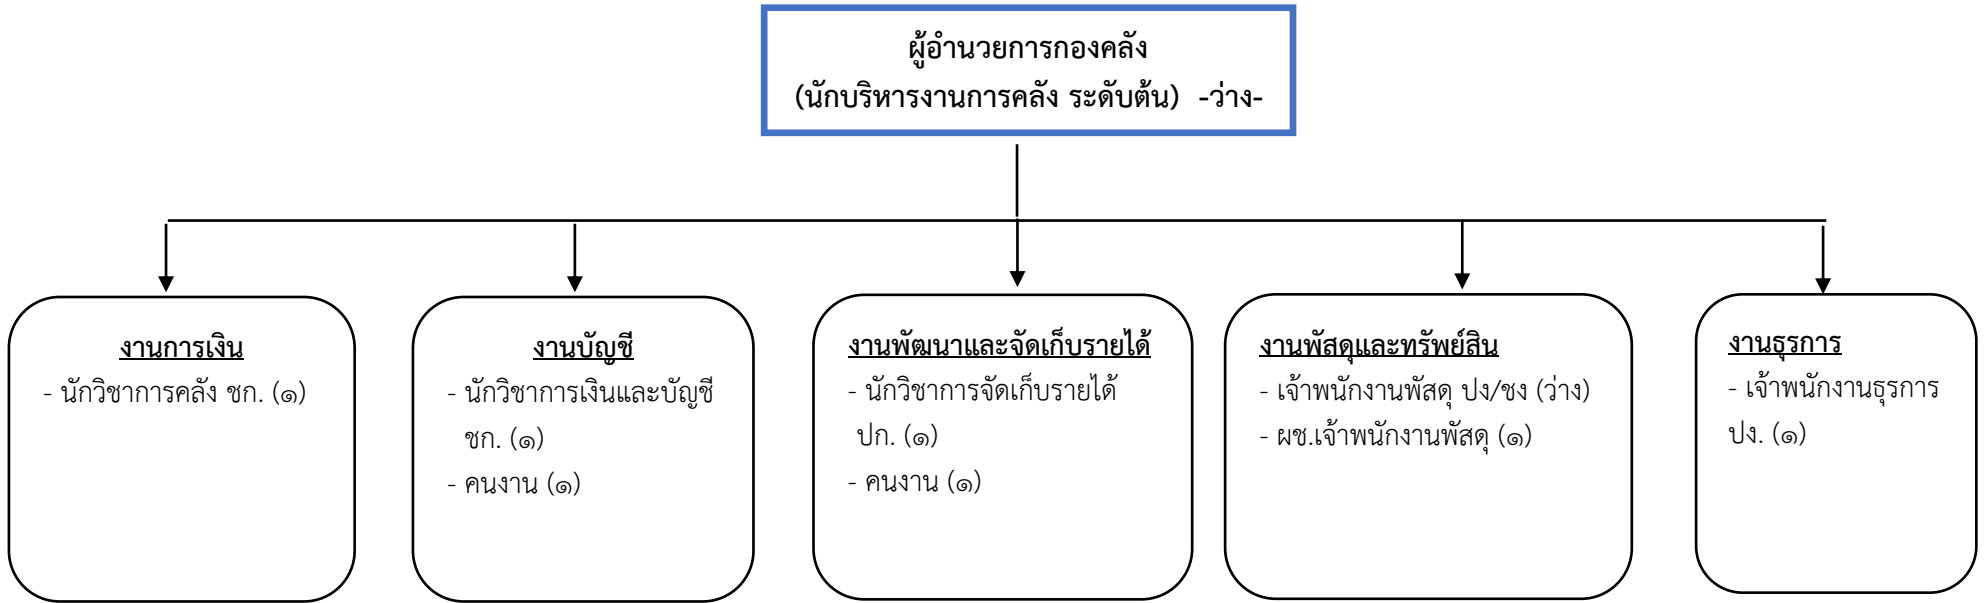 ผู้อำนวยการกองคลัง
(นักบริหารงานการคลัง ระดับต้น) -ว่าง-
งานการเงิน
- นักวิชาการคลัง ชก. (๑)
งานบัญชี
- นักวิชาการเงินและบัญชี
ชก. (๑)
- คนงาน (๑)
งานพัฒนาและจัดเก็บรายได้
- นักวิชาการจัดเก็บรายได้
ปก. (๑)
- คนงาน (๑)
งานพัสดุและทรัพย์สิน
- เจ้าพนักงานพัสดุ ปง/ชง (ว่าง)
- ผช.เจ้าพนักงานพัสดุ (๑)
งานธุรการ
- เจ้าพนักงานธุรการ
ปง. (๑)